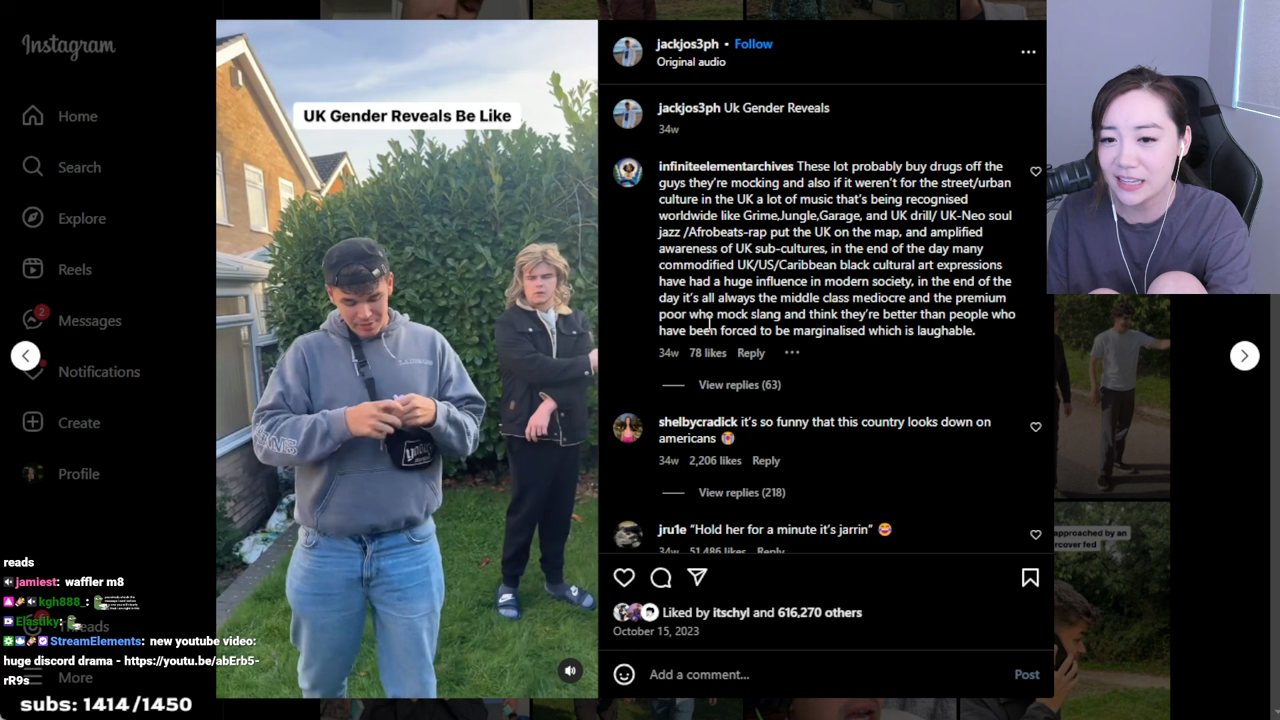 Instagram
Home
Search
Explore
Reels
2
Messages
Notifications
Create
Profile
Threads
More
reads
jamiest: waffler m8
kgh888_:
Elastiky:
StreamElements: new youtube video:
huge discord drama - https://youtu.be/abErb5-
rR9s
subs: 1414/1450
UK Gender Reveals Be Like
jackjos3ph • Follow
Original audio
jackjos3ph Uk Gender Reveals
34w
infiniteelementarchives These lot probably buy drugs off the
guys they're mocking and also if it weren't for the street/urban
culture in the UK a lot of music that's being recognised
worldwide like Grime,Jungle,Garage, and UK drill/ UK-Neo soul
jazz /Afrobeats-rap put the UK on the map, and amplified
awareness of UK sub-cultures, in the end of the day many
commodified UK/US/Caribbean black cultural art expressions
have had a huge influence in modern society, in the end of the
day it's all always the middle class mediocre and the premium
poor who mock slang and think they're better than people who
have been forced to be marginalised which is laughable.
34w 78 likes Reply
View replies (63)
shelbycradick it's so funny that this country looks down on
americans 😭
34w 2,206 likes Reply
View replies (218)
jru1e "Hold her for a minute it's jarrin" 😂
34w 51,486 likes Reply
Liked by itschyl and 616,270 others
October 15, 2023
Add a comment...
Post
approached by an